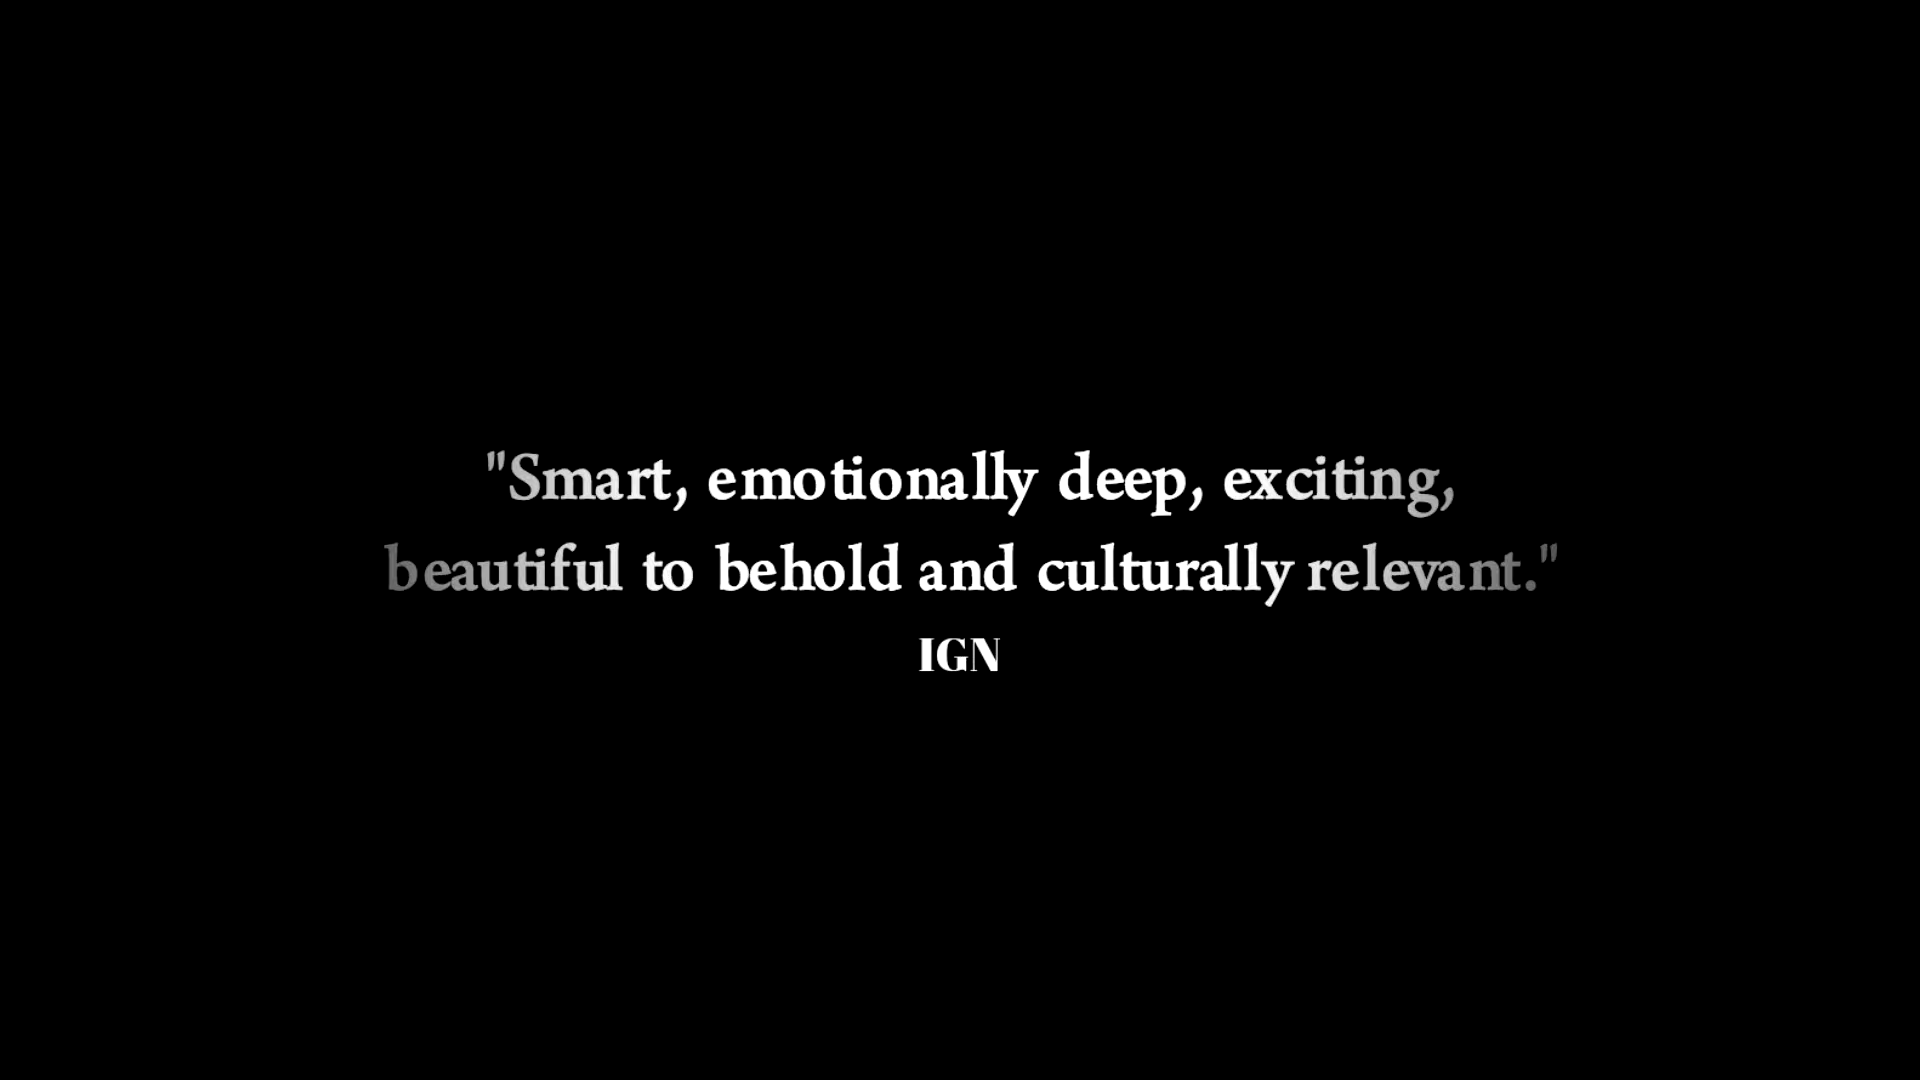 "Smart, emotionally deep, exciting,
beautiful to behold and culturally relevant."
IGN